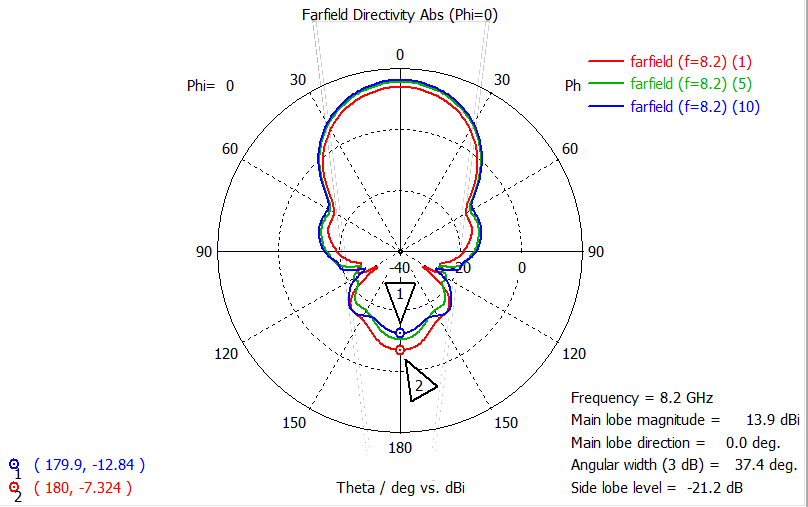 Farfield Directivity Abs (Phi=0)
Phi= 0
Ph
farfield (f=8.2) (1)
farfield (f=8.2) (5)
farfield (f=8.2) (10)
0
30
30
60
60
90
90
-40
-20
0
1
2
120
120
150
150
180
Frequency = 8.2 GHz
Main lobe magnitude = 13.9 dBi
Main lobe direction = 0.0 deg.
Angular width (3 dB) = 37.4 deg.
Side lobe level = -21.2 dB
1 ( 179.9, -12.84 )
2 ( 180, -7.324 )
Theta / deg vs. dBi